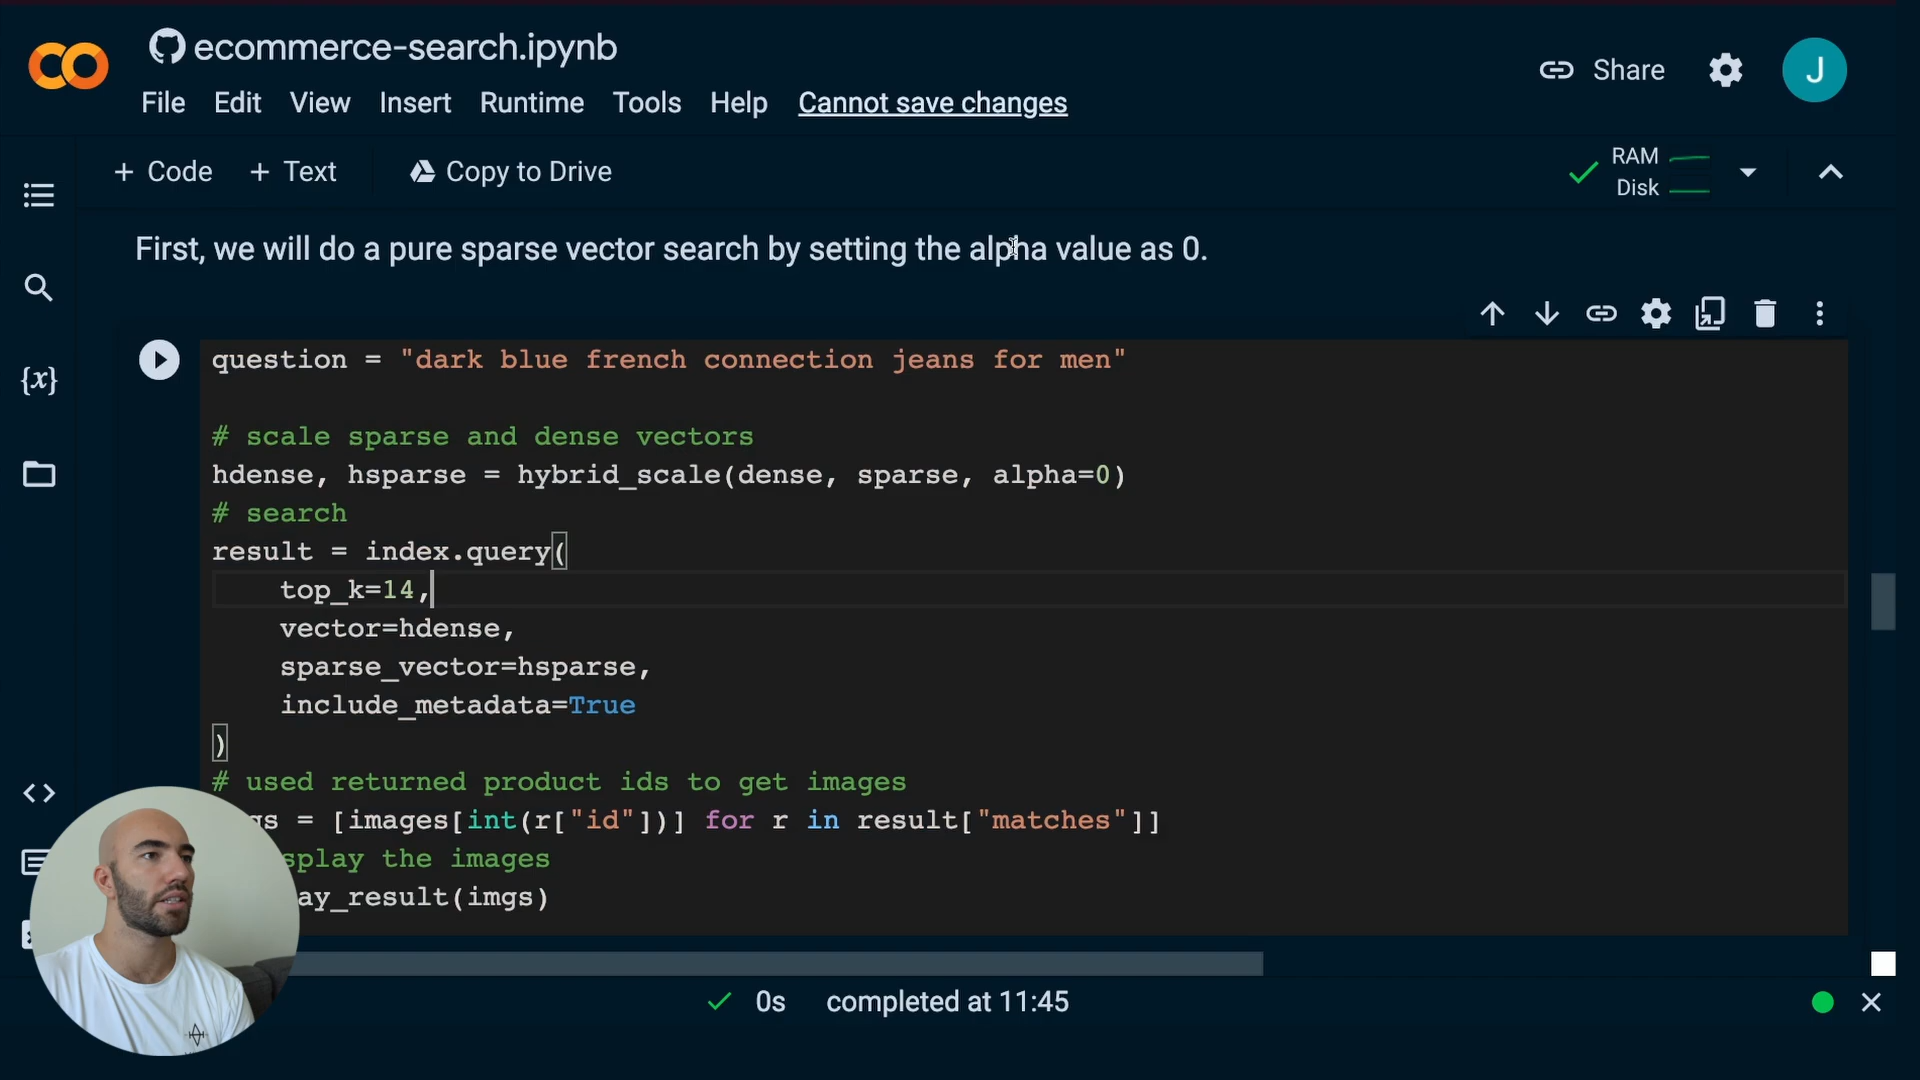 ecommerce-search.ipynb
Share
J
File Edit View Insert Runtime Tools Help Cannot save changes
+ Code + Text Copy to Drive
RAM
Disk
First, we will do a pure sparse vector search by setting the alpha value as 0.
{x}
question = "dark blue french connection jeans for men"
# scale sparse and dense vectors
hdense, hsparse = hybrid_scale(dense, sparse, alpha=0)
# search
result = index.query(
top_k=14,
vector=hdense,
sparse_vector=hsparse,
include_metadata=True
)
# used returned product ids to get images
gs = [images[int(r["id"])] for r in result["matches"]]
splay the images
ay_result(imgs)
0s completed at 11:45